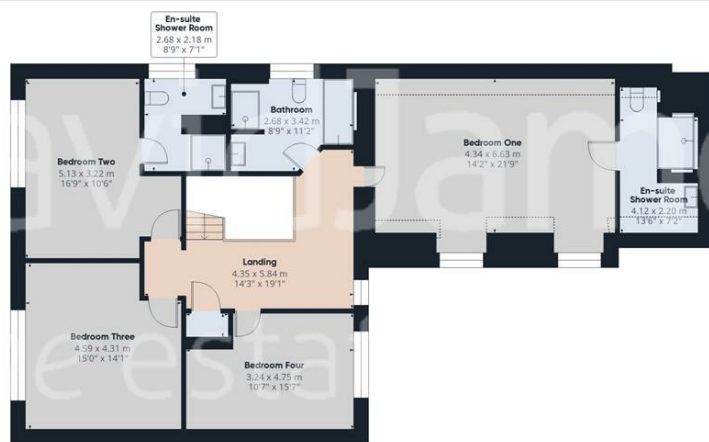 En-suite
Shower Room
2.68 x 2.18 m
8'9" x 7'1"
Bathroom
2.68 x 3.42 m
8'9" x 11'2"
Bedroom Two
5.13 x 3.22 m
16'9" x 10'6"
Bedroom One
4.34 x 6.63 m
14'2" x 21'9"
En-suite
Shower Room
4.12 x 2.20 m
13'6" x 7'2"
Landing
4.35 x 5.84 m
14'3" x 19'1"
Bedroom Three
4.59 x 4.31 m
15'0" x 14'1"
Bedroom Four
3.24 x 4.75 m
10'7" x 15'7"